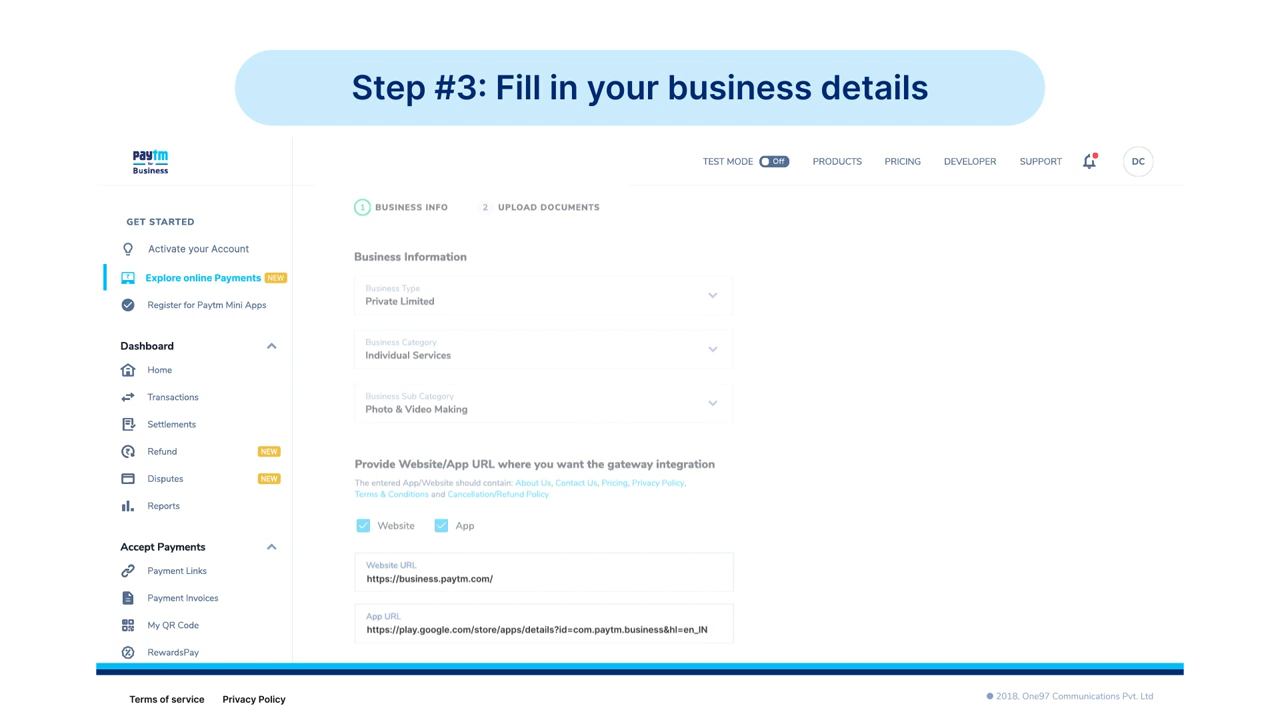 Step #3: Fill in your business details
paytm
for
Business
TEST MODE Off PRODUCTS PRICING DEVELOPER SUPPORT DC
GET STARTED
Activate your Account
Explore online Payments NEW
Register for Paytm Mini Apps
Dashboard
Home
Transactions
Settlements
Refund NEW
Disputes NEW
Reports
Accept Payments
Payment Links
Payment Invoices
My QR Code
RewardsPay
1 BUSINESS INFO 2 UPLOAD DOCUMENTS
Business Information
Business Type
Private Limited
Business Category
Individual Services
Business Sub Category
Photo & Video Making
Provide Website/App URL where you want the gateway integration
The entered App/Website should contain: About Us, Contact Us, Pricing, Privacy Policy,
Terms & Conditions and Cancellation/Refund Policy
Website App
Website URL
https://business.paytm.com/
App URL
https://play.google.com/store/apps/details?id=com.paytm.business&hl=en_IN
Terms of service Privacy Policy
2018, One97 Communications Pvt. Ltd